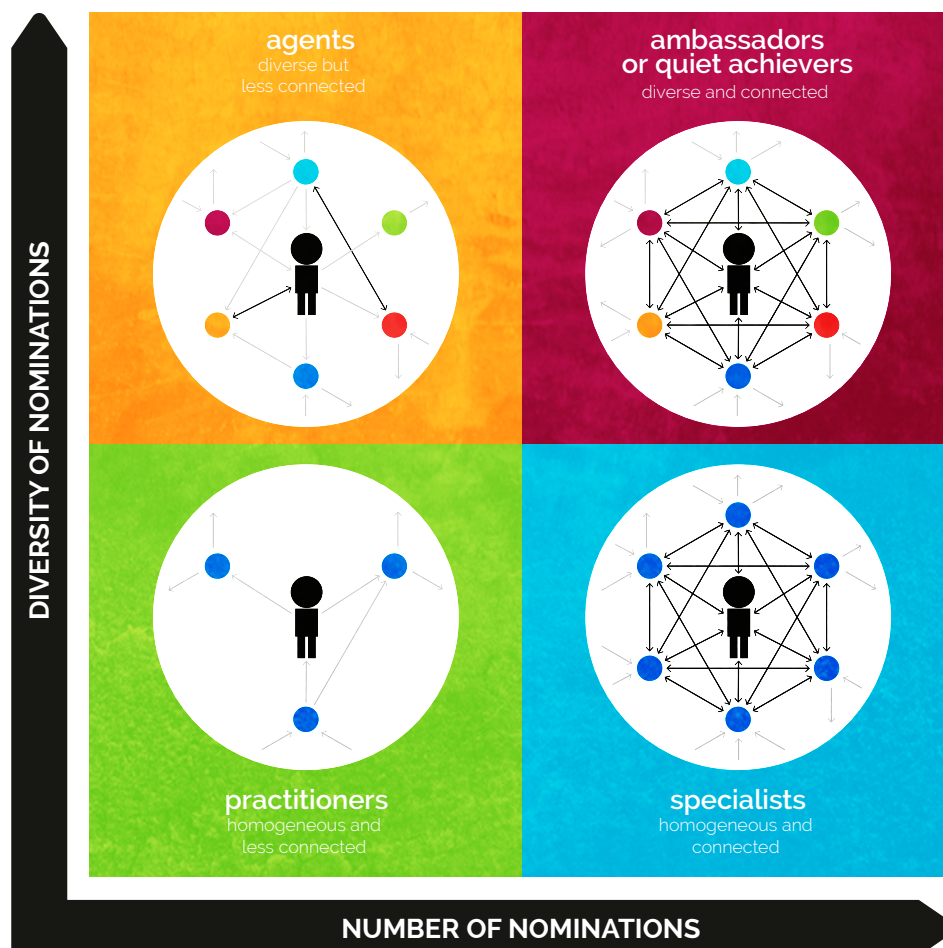 agents
diverse but
less connected
ambassadors
or quiet achievers
diverse and connected
DIVERSITY OF NOMINATIONS
practitioners
homogeneous and
less connected
specialists
homogeneous and
connected
NUMBER OF NOMINATIONS